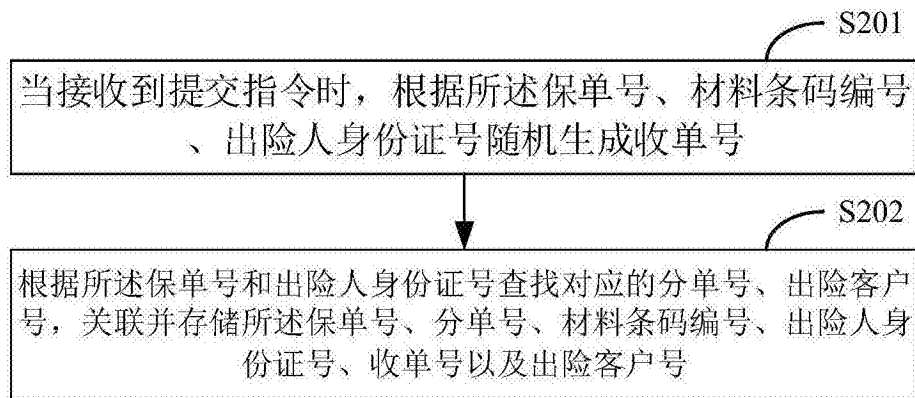 S201
当接收到提交指令时，根据所述保单号、材料条码编号
、出险人身份证号随机生成收单号
S202
根据所述保单号和出险人身份证号查找对应的分单号、出险客户
号，关联并存储所述保单号、分单号、材料条码编号、出险人身
份证号、收单号以及出险客户号